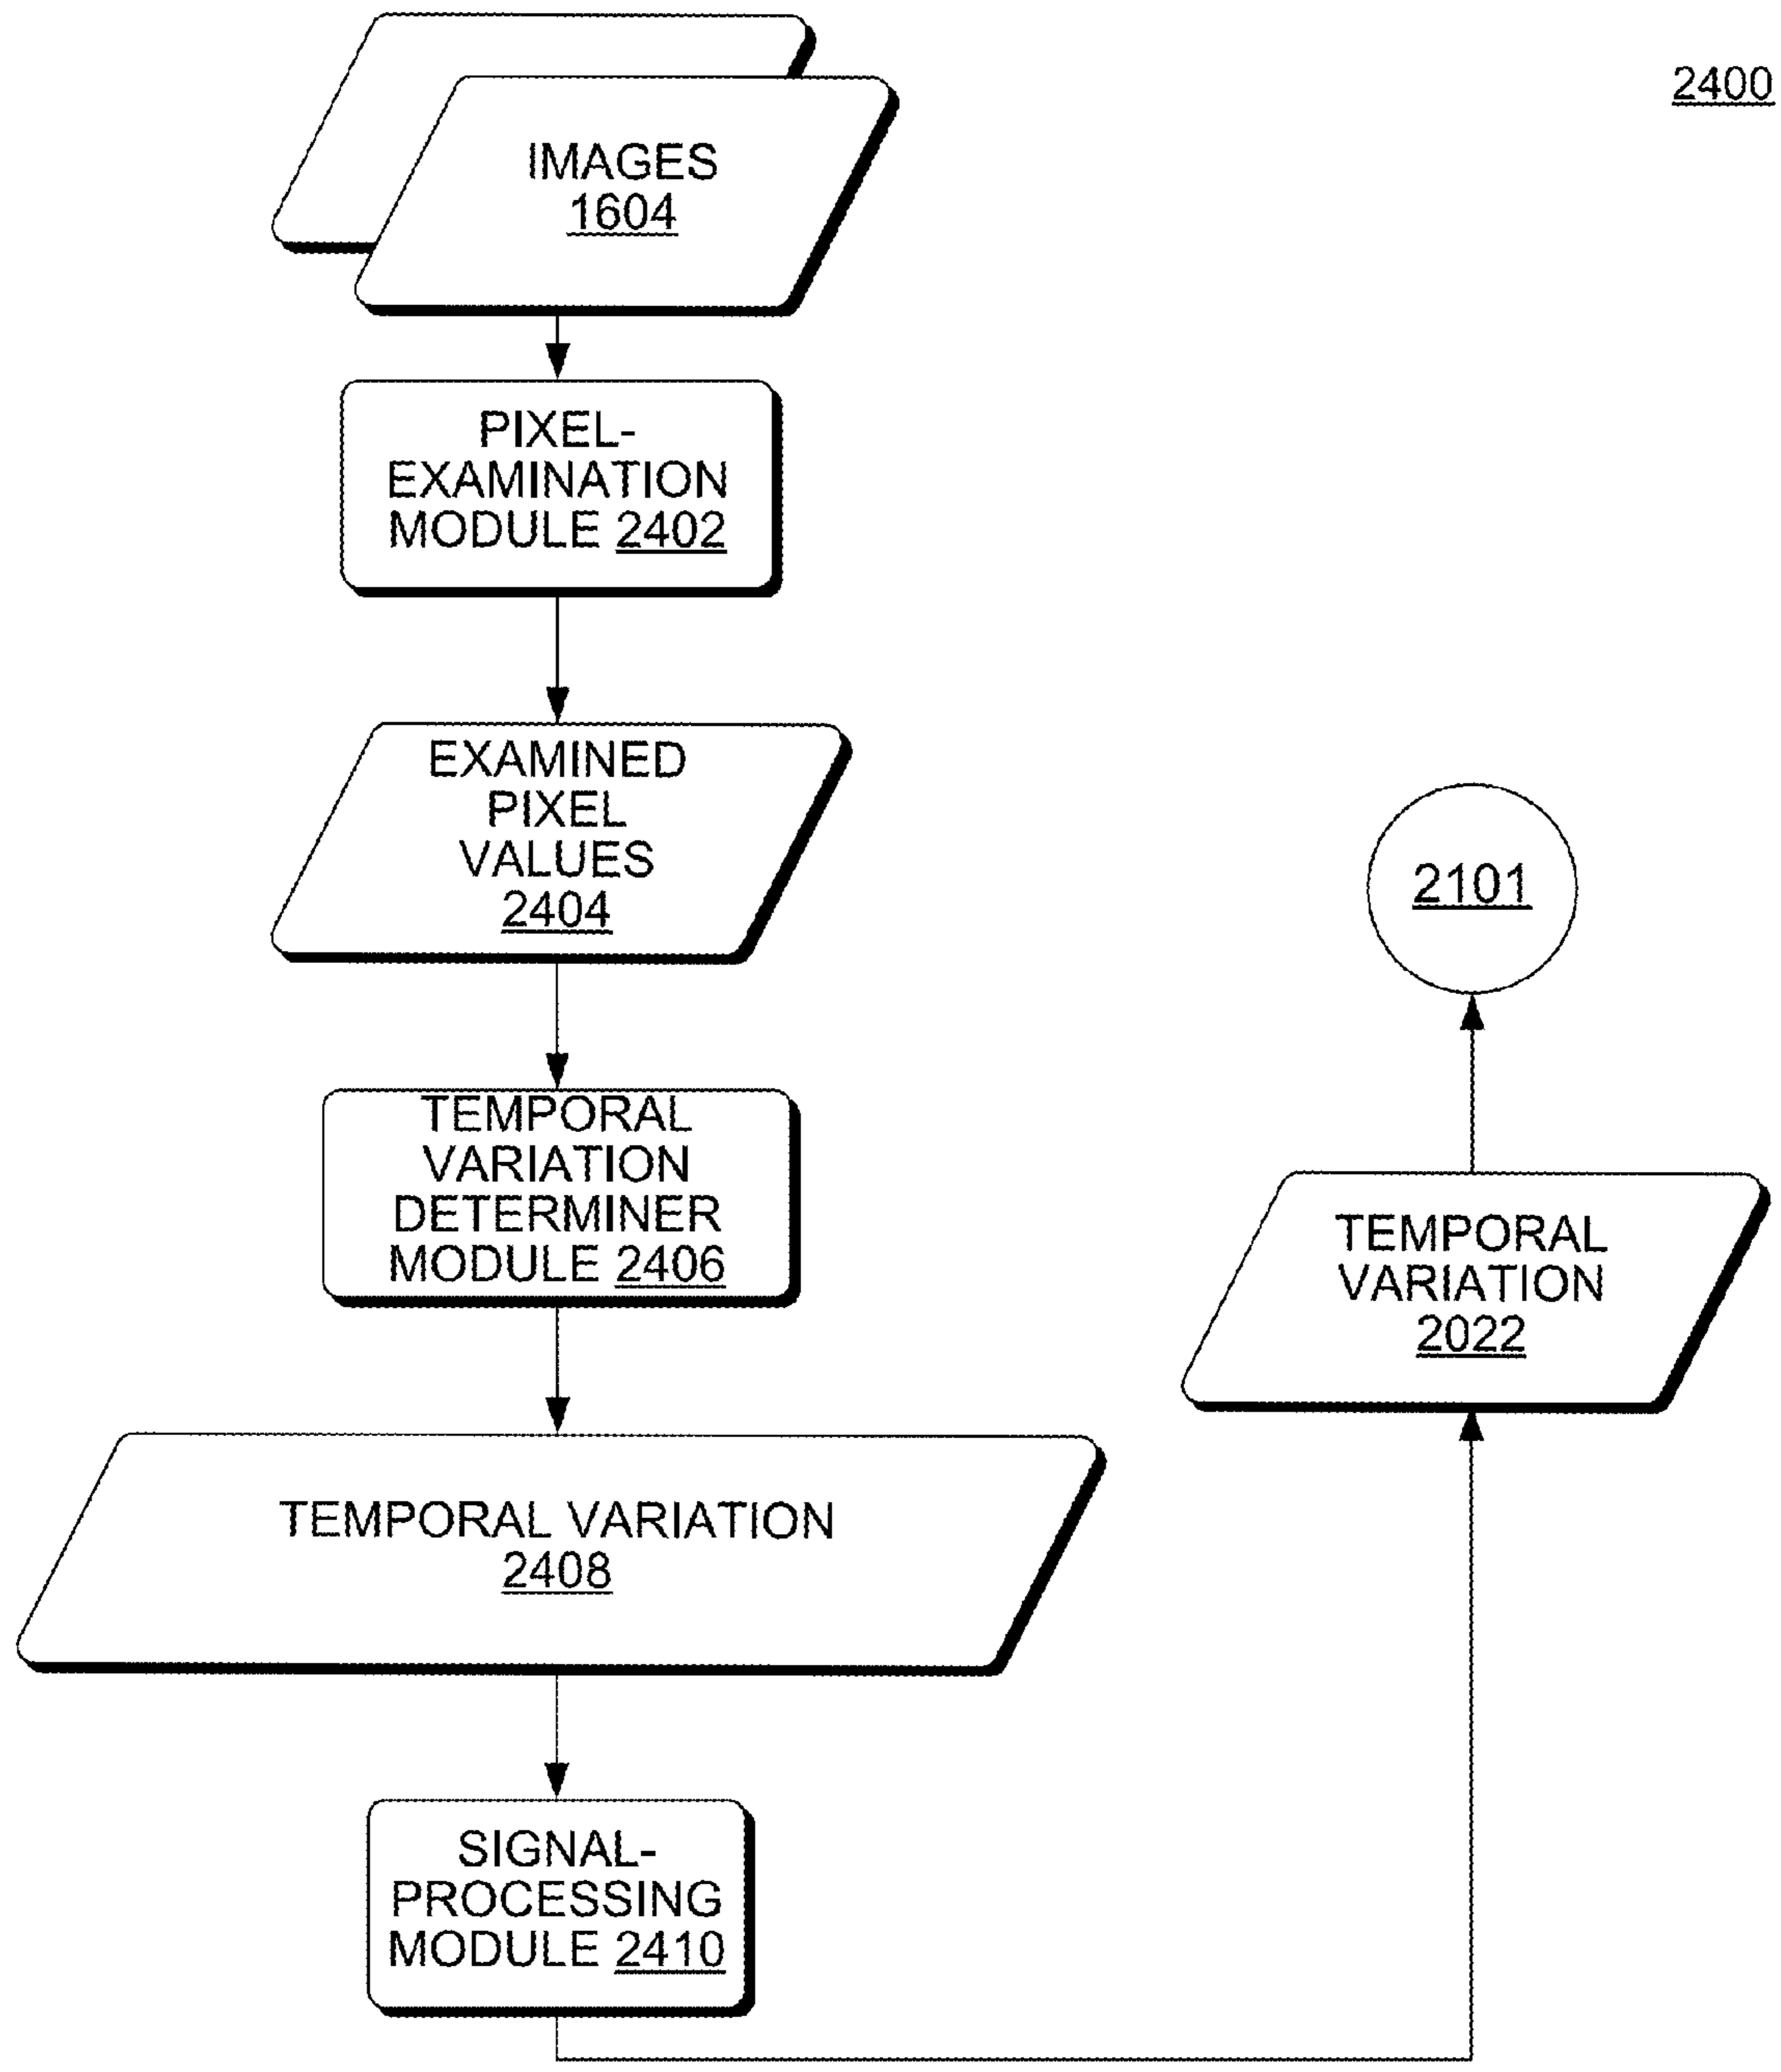 2400
IMAGES
1604
PIXEL-
EXAMINATION
MODULE 2402
EXAMINED
PIXEL
VALUES
2404
TEMPORAL
VARIATION
DETERMINER
MODULE 2406
TEMPORAL VARIATION
2408
SIGNAL-
PROCESSING
MODULE 2410
TEMPORAL
VARIATION
2022
2101